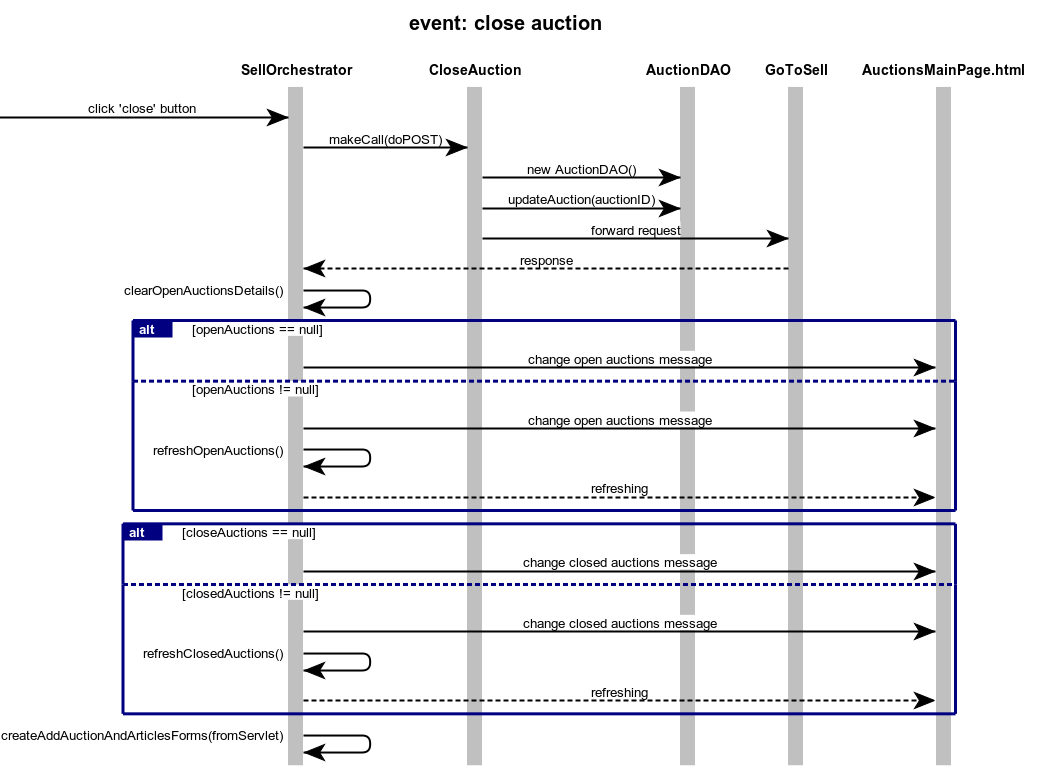 event: close auction
SellOrchestrator CloseAuction AuctionDAO GoToSell AuctionsMainPage.html
click 'close' button
makeCall(doPOST)
new AuctionDAO()
updateAuction(auctionID)
forward request
response
clearOpenAuctionsDetails()
alt [openAuctions == null]
change open auctions message
[openAuctions != null]
change open auctions message
refreshOpenAuctions()
refreshing
alt [closeAuctions == null]
change closed auctions message
[closedAuctions != null]
change closed auctions message
refreshClosedAuctions()
refreshing
createAddAuctionAndArticlesForms(fromServlet)